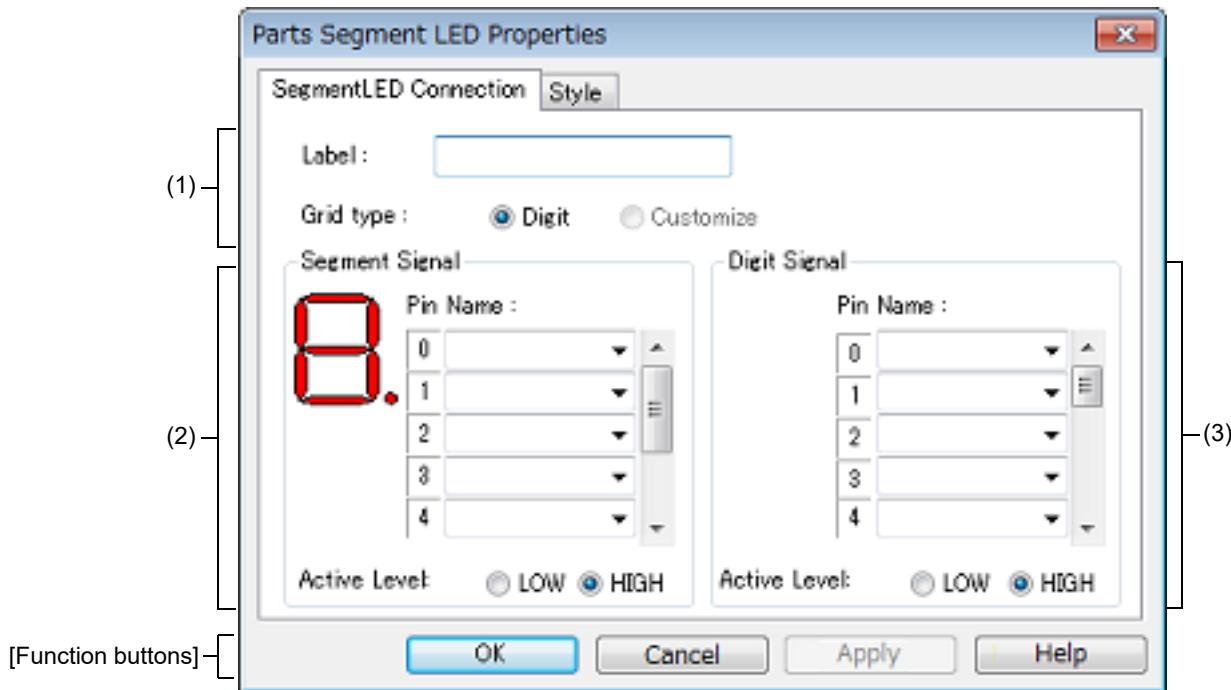 Parts Segment LED Properties
SegmentLED Connection Style
(1)
Label :
Grid type : Digit Customize
(2)
Segment Signal
Pin Name :
0
1
2
3
4
Active Level: LOW HIGH
(3)
Digit Signal
Pin Name :
0
1
2
3
4
Active Level: LOW HIGH
[Function buttons]
OK Cancel Apply Help